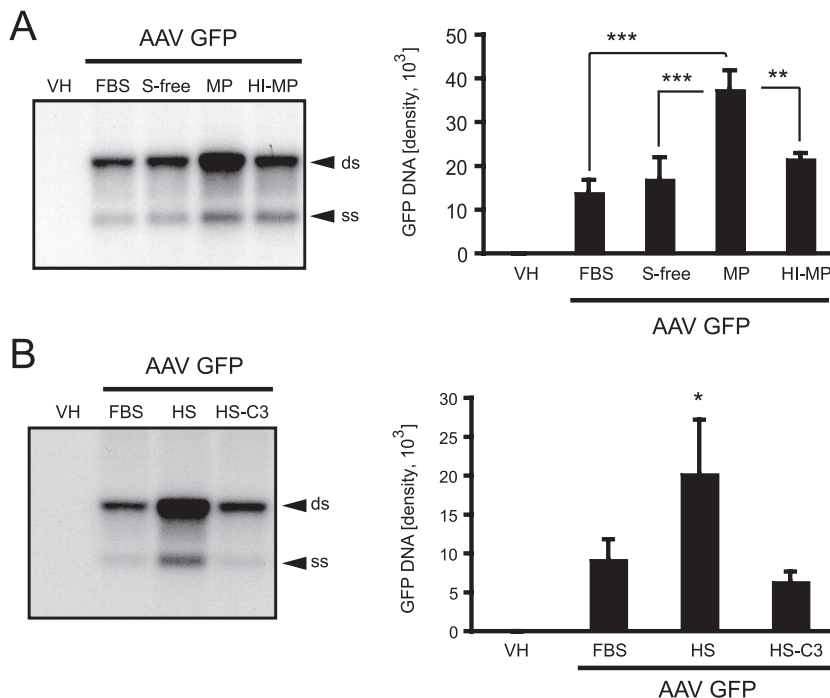 A
AAV GFP
VH FBS S-free MP HI-MP
ds
ss
GFP DNA [density, 10³]
50
40
30
20
10
0
***
*** **
VH FBS S-free MP HI-MP
AAV GFP
B
AAV GFP
VH FBS HS HS-C3
ds
ss
GFP DNA [density, 10³]
30
25
20
15
10
5
0
*
VH FBS HS HS-C3
AAV GFP